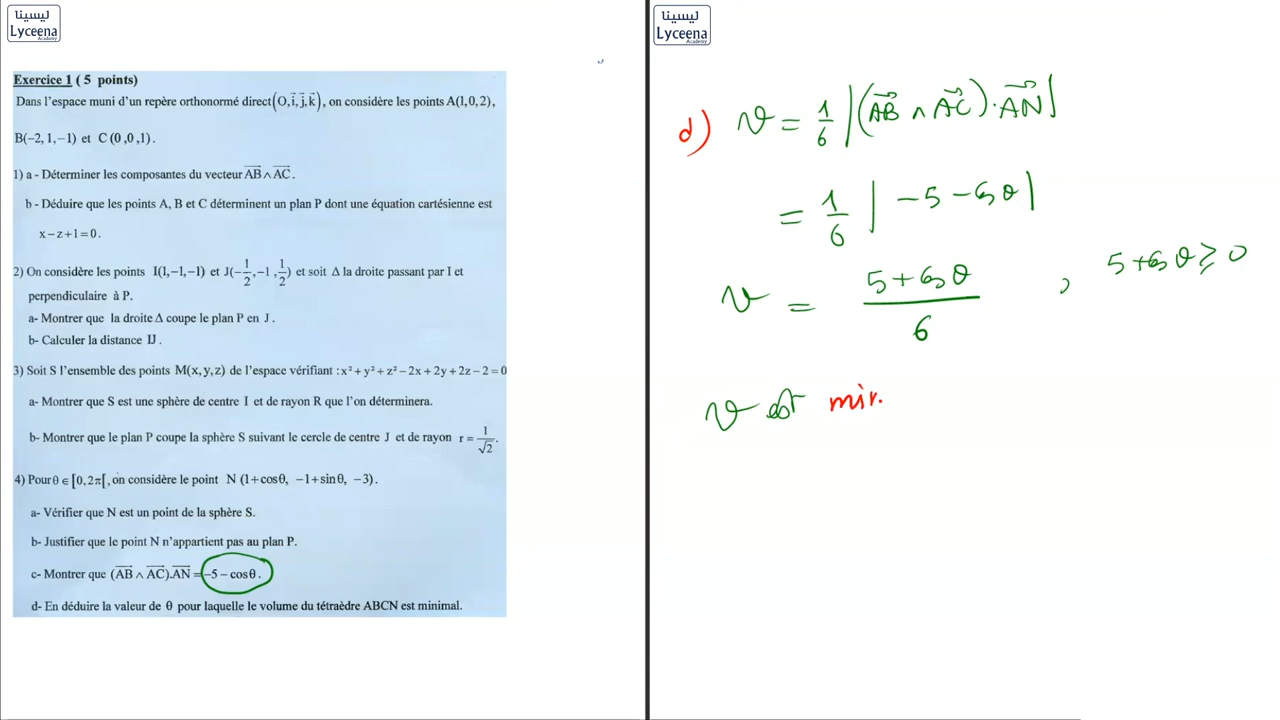 ليسينا
Lyceena
Academy
Exercice 1 ( 5 points)
Dans l'espace muni d'un repère orthonormé direct (O, i⃗, j⃗, k⃗), on considère les points A(1,0,2),
B(−2,1,−1) et C(0,0,1).
1) a - Déterminer les composantes du vecteur AB ∧ AC.
b - Déduire que les points A, B et C déterminent un plan P dont une équation cartésienne est
x − z + 1 = 0.
2) On considère les points I(1,−1,−1) et J(−1/2, −1, 1/2) et soit Δ la droite passant par I et
perpendiculaire à P.
a- Montrer que la droite Δ coupe le plan P en J.
b- Calculer la distance IJ.
3) Soit S l'ensemble des points M(x,y,z) de l'espace vérifiant : x² + y² + z² − 2x + 2y + 2z − 2 = 0
a- Montrer que S est une sphère de centre I et de rayon R que l'on déterminera.
b- Montrer que le plan P coupe la sphère S suivant le cercle de centre J et de rayon r = 1/√2.
4) Pour θ ∈ [0, 2π[, on considère le point N (1 + cosθ, −1 + sinθ, −3).
a- Vérifier que N est un point de la sphère S.
b- Justifier que le point N n'appartient pas au plan P.
c- Montrer que (AB ∧ AC).AN = −5 − cosθ.
d- En déduire la valeur de θ pour laquelle le volume du tétraèdre ABCN est minimal.
ليسينا
Lyceena
Academy
d) V = 1/6 |(AB ∧ AC) · AN|
= 1/6 | −5 − cos θ |
V = (5 + cos θ)/6 , 5 + cos θ ≥ 0
V est min.